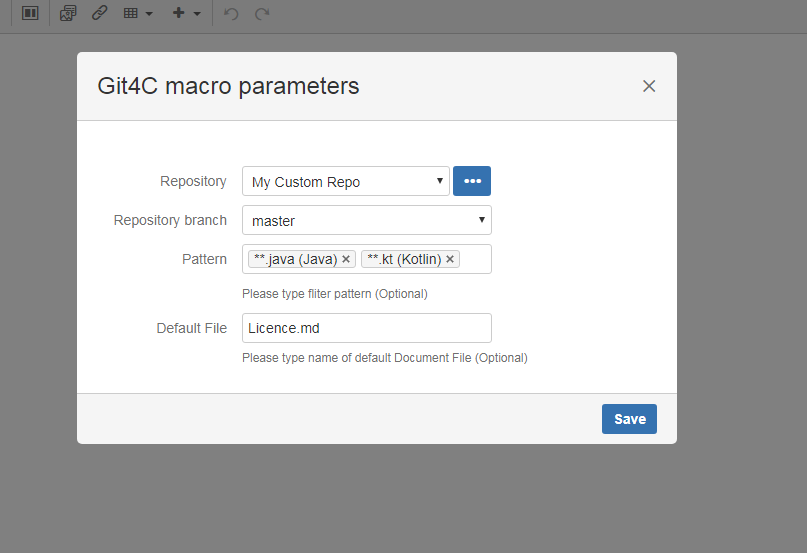 Git4C macro parameters
Repository My Custom Repo
Repository branch master
Pattern **.java (Java) **.kt (Kotlin)
Please type fliter pattern (Optional)
Default File Licence.md
Please type name of default Document File (Optional)
Save